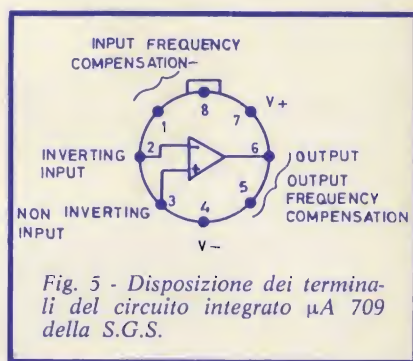 INPUT FREQUENCY
COMPENSATION-
8
V+
1
7
INVERTING
INPUT
2
-
6
OUTPUT
+
3
5
OUTPUT
FREQUENCY
COMPENSATION
NON INVERTING
INPUT
4
V-
Fig. 5 - Disposizione dei termina-
li del circuito integrato µA 709
della S.G.S.